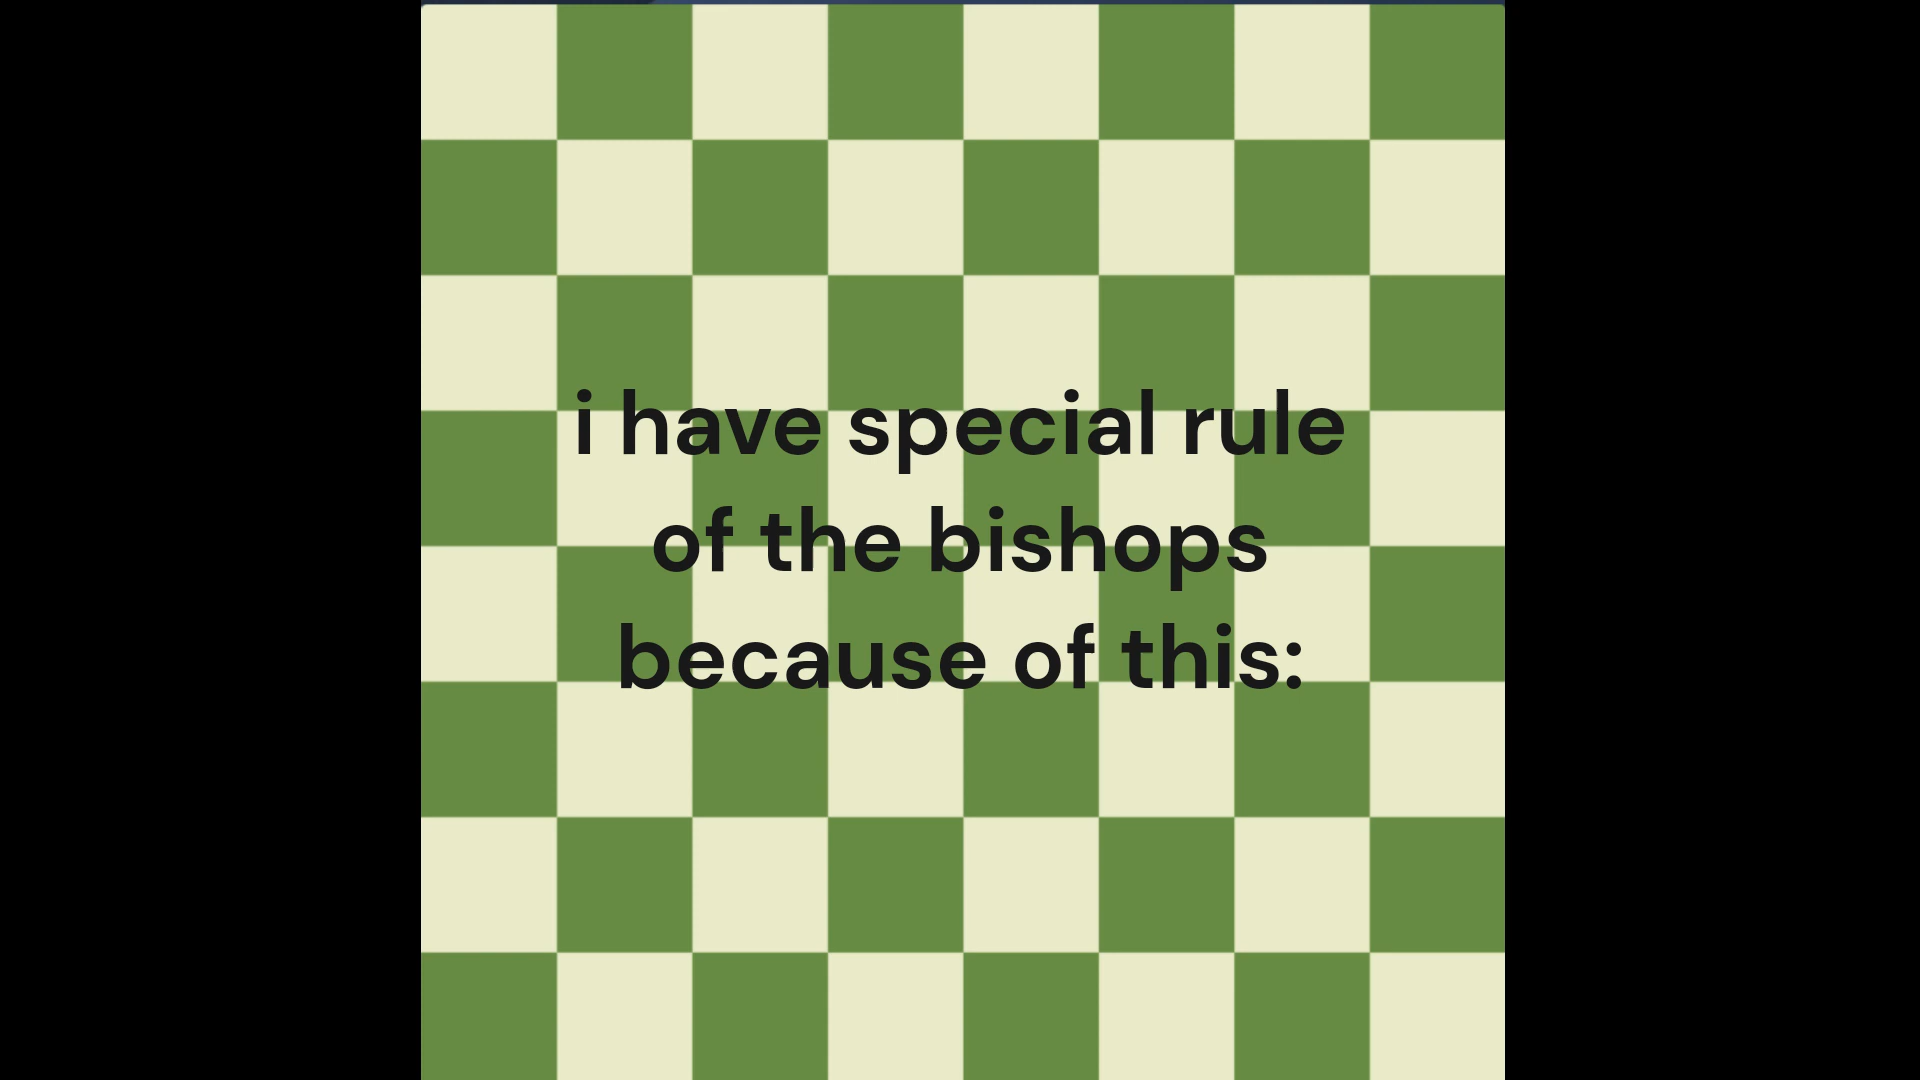 i have special rule
of the bishops
because of this: